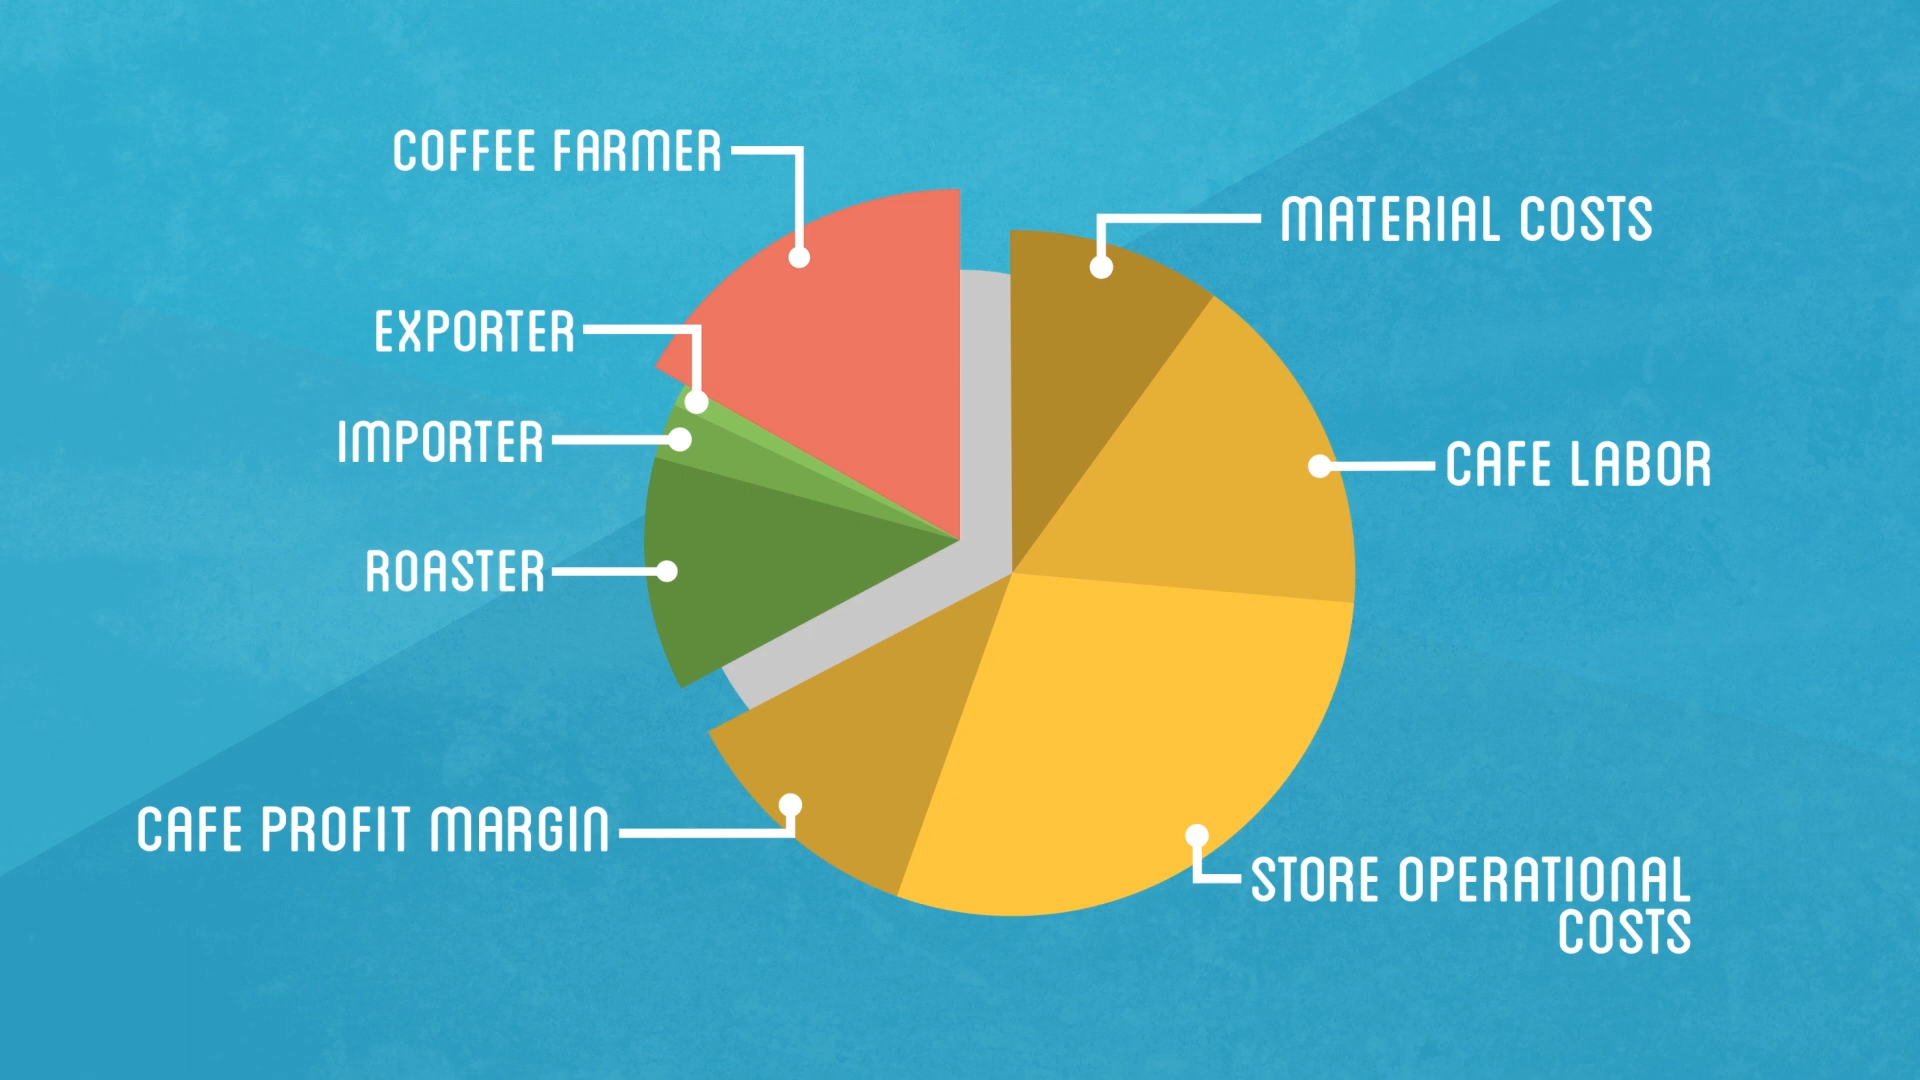 COFFEE FARMER
MATERIAL COSTS
EXPORTER
IMPORTER
CAFE LABOR
ROASTER
CAFE PROFIT MARGIN
STORE OPERATIONAL
COSTS